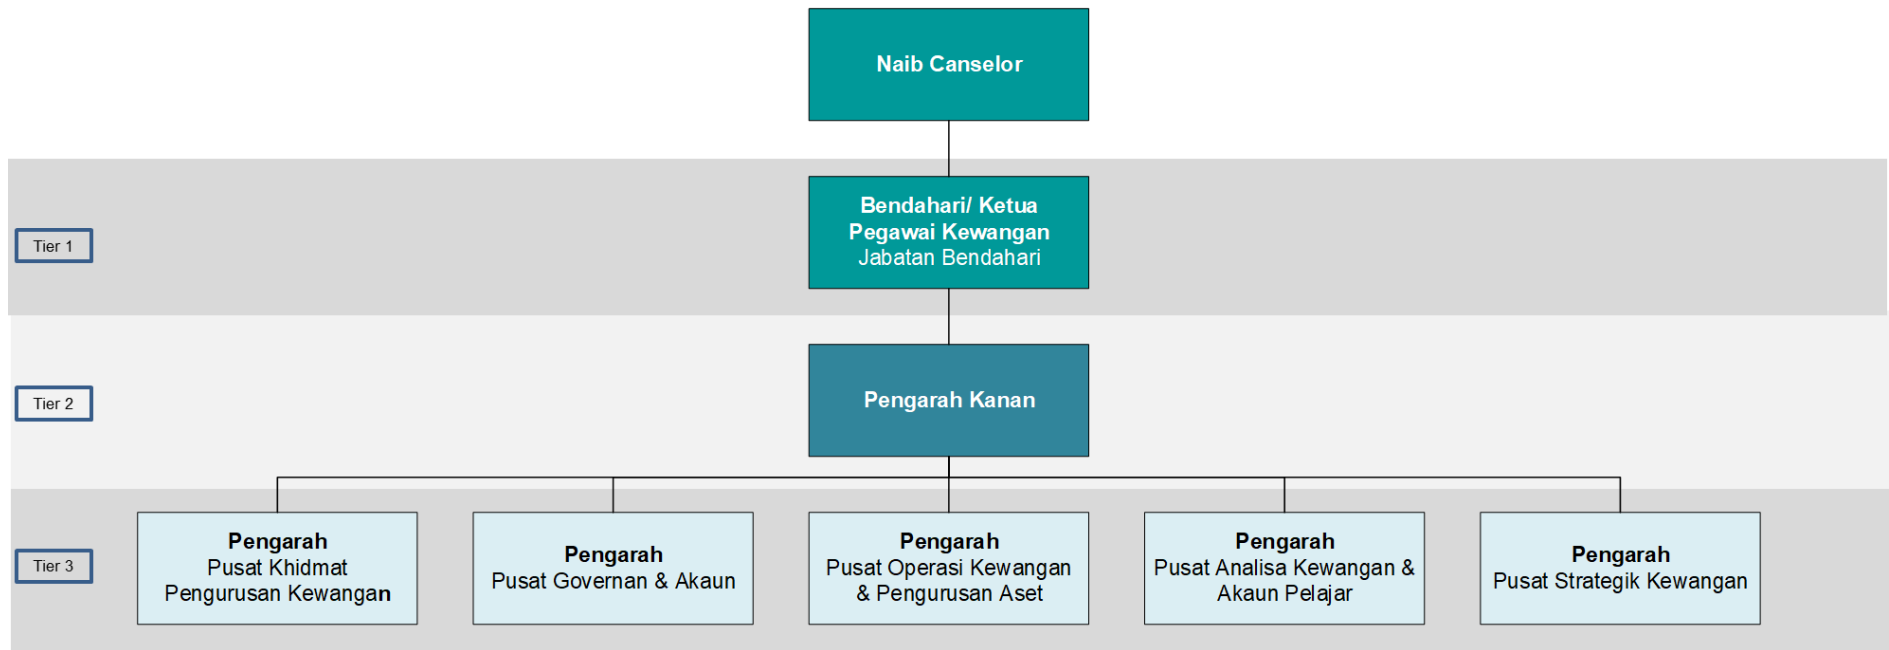 Naib Canselor
Tier 1
Bendahari/ Ketua
Pegawai Kewangan
Jabatan Bendahari
Tier 2
Pengarah Kanan
Tier 3
Pengarah
Pusat Khidmat
Pengurusan Kewangan
Pengarah
Pusat Governan & Akaun
Pengarah
Pusat Operasi Kewangan
& Pengurusan Aset
Pengarah
Pusat Analisa Kewangan &
Akaun Pelajar
Pengarah
Pusat Strategik Kewangan